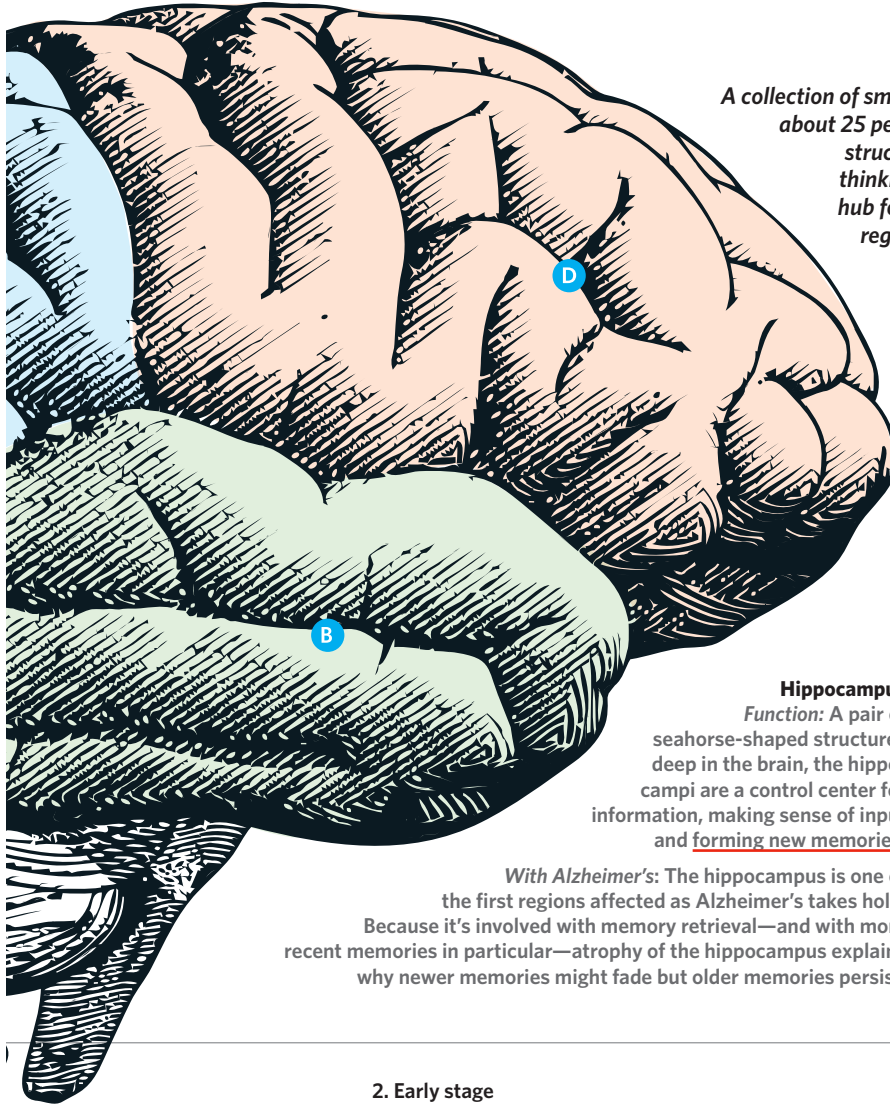 A collection of sm
about 25 pe
struc
think
hub fo
reg
D
B
Hippocampu
Function: A pair
seahorse-shaped structure
deep in the brain, the hippo
campi are a control center fo
information, making sense of inpu
and forming new memorie
With Alzheimer's: The hippocampus is one
the first regions affected as Alzheimer's takes hol
Because it's involved with memory retrieval—and with mor
recent memories in particular—atrophy of the hippocampus explain
why newer memories might fade but older memories persis
2. Early stage